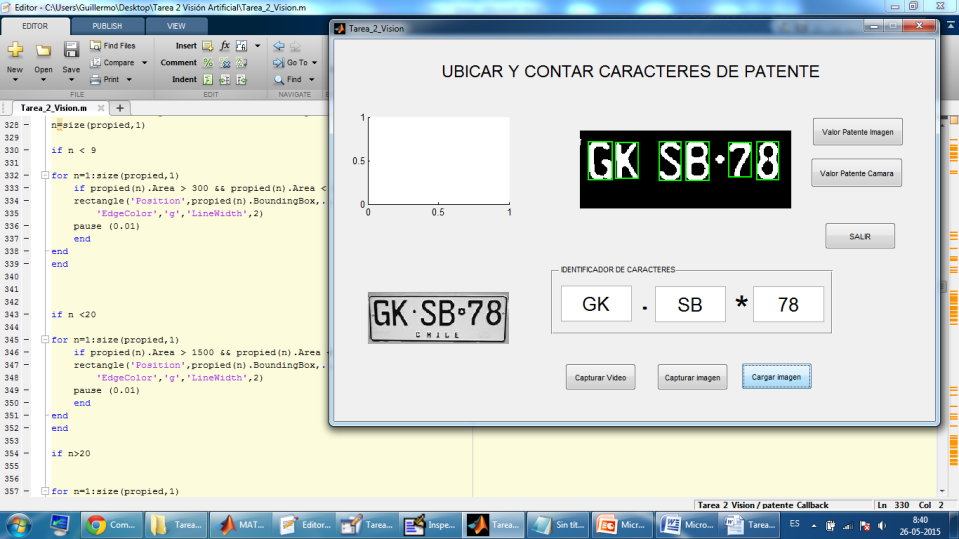 Editor - C:\Users\Guillermo\Desktop\Tarea 2 Visión Artificial\Tarea_2_Vision.m
EDITOR PUBLISH VIEW
New Open Save
Find Files
Compare
Print
Insert
Comment
Indent
Go To
Find
FILE EDIT NAVIGATE
Tarea_2_Vision.m
328 n=size(propied,1)
329
330 if n < 9
331
332 for n=1:size(propied,1)
333 if propied(n).Area > 300 && propied(n).Area <
334 rectangle('Position',propied(n).BoundingBox,.
335 'EdgeColor','g','LineWidth',2)
336 pause (0.01)
337 end
338 end
339 end
340
341
342
343 if n <20
344
345 for n=1:size(propied,1)
346 if propied(n).Area > 1500 && propied(n).Area
347 rectangle('Position',propied(n).BoundingBox,.
348 'EdgeColor','g','LineWidth',2)
349 pause (0.01)
350 end
351 end
352 end
353
354 if n>20
355
356
357 for n=1:size(propied,1)
Tarea_2_Vision
UBICAR Y CONTAR CARACTERES DE PATENTE
1
0.5
0
0 0.5 1
GK SB·78
Valor Patente Imagen
Valor Patente Camara
SALIR
GK·SB·78
CHILE
IDENTIFICADOR DE CARACTERES
GK . SB * 78
Capturar Video Capturar imagen Cargar imagen
Tarea_2_Vision / patente_Callback Ln 330 Col 2
Com... Tarea... MAT... Editor... Tarea... Inspe... Tarea... Sin tít... Micr... Micro... Tarea...
ES
8:40
26-05-2015